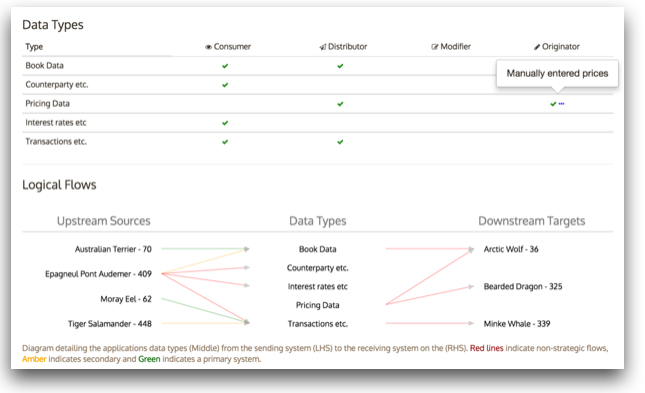 Data Types
Type Consumer Distributor Modifier Originator
Book Data
Manually entered prices
Counterparty etc.
Pricing Data
Interest rates etc
Transactions etc.
Logical Flows
Upstream Sources Data Types Downstream Targets
Australian Terrier - 70 Book Data Arctic Wolf - 36
Counterparty etc.
Epagneul Pont Audemer - 409
Interest rates etc Bearded Dragon - 325
Moray Eel - 62
Pricing Data
Tiger Salamander - 448 Transactions etc. Minke Whale - 339
Diagram detailing the applications data types (Middle) from the sending system (LHS) to the receiving system on the (RHS). Red lines indicate non-strategic flows,
Amber indicates secondary and Green indicates a primary system.